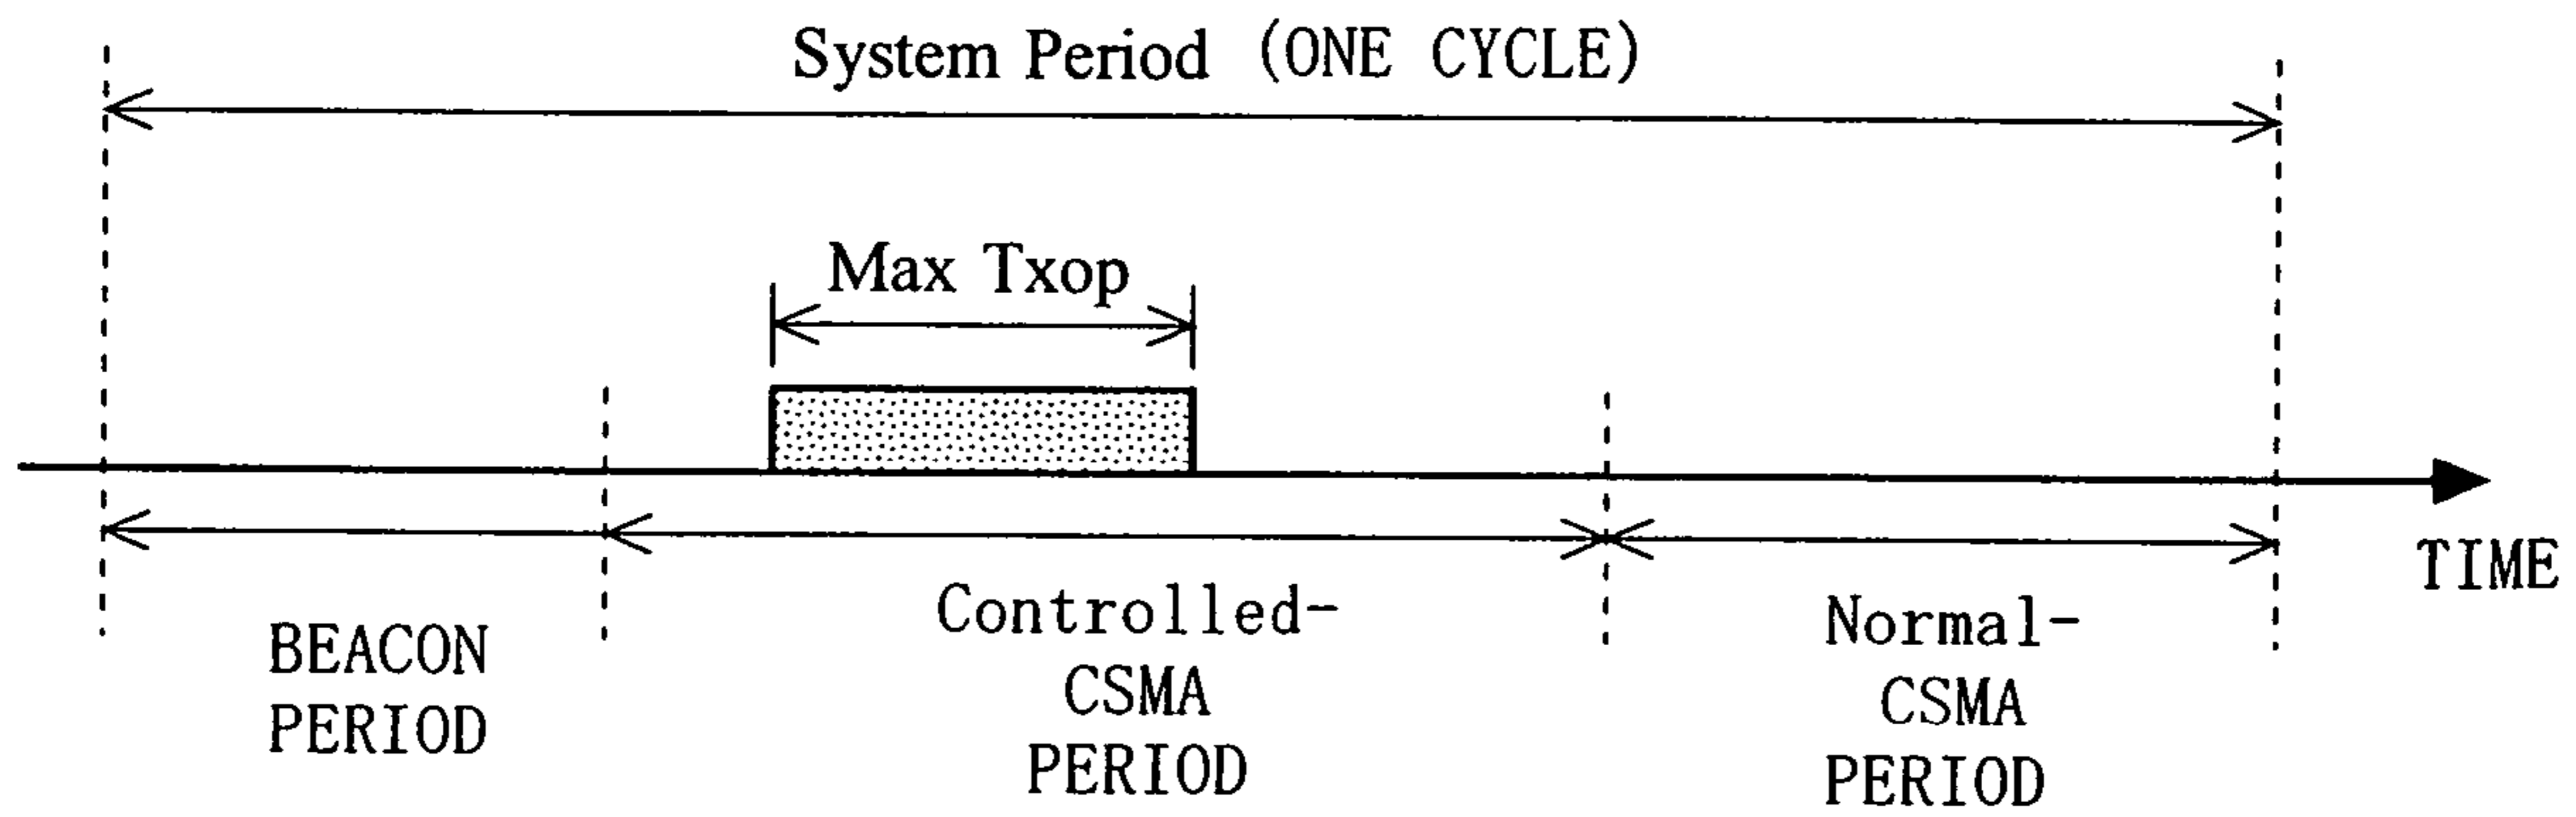 System Period (ONE CYCLE)
Max Txop
TIME
BEACON
PERIOD
Controlled-
CSMA
PERIOD
Normal-
CSMA
PERIOD